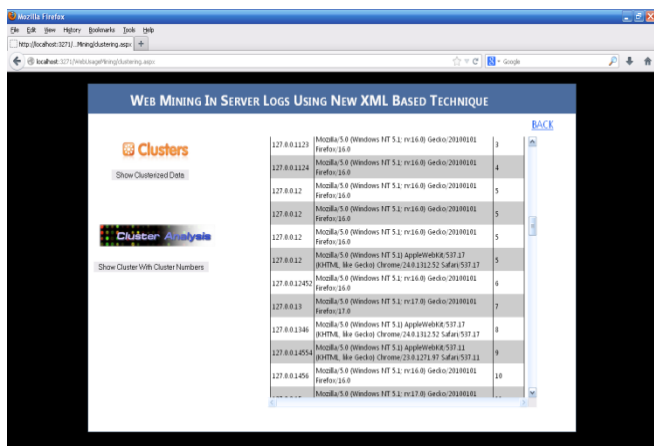 Mozilla Firefox
File Edit View History Bookmarks Tools Help
http://localhost:3271/...Mining/clustering.aspx +
localhost:3271/WebUsageMining/clustering.aspx
Google
WEB MINING IN SERVER LOGS USING NEW XML BASED TECHNIQUE
BACK
Clusters
Show Clusterized Data
Cluster Analysis
Show Cluster With Cluster Numbers
127.0.0.1123 Mozilla/5.0 (Windows NT 5.1; rv:16.0) Gecko/20100101 Firefox/16.0 3
127.0.0.1124 Mozilla/5.0 (Windows NT 5.1; rv:16.0) Gecko/20100101 Firefox/16.0 4
127.0.0.12 Mozilla/5.0 (Windows NT 5.1; rv:16.0) Gecko/20100101 Firefox/16.0 5
127.0.0.12 Mozilla/5.0 (Windows NT 5.1; rv:16.0) Gecko/20100101 Firefox/16.0 5
127.0.0.12 Mozilla/5.0 (Windows NT 5.1; rv:16.0) Gecko/20100101 Firefox/16.0 5
127.0.0.12 Mozilla/5.0 (Windows NT 5.1) AppleWebKit/537.17 (KHTML, like Gecko) Chrome/24.0.1312.52 Safari/537.17 5
127.0.0.12452 Mozilla/5.0 (Windows NT 5.1; rv:16.0) Gecko/20100101 Firefox/16.0 6
127.0.0.13 Mozilla/5.0 (Windows NT 5.1; rv:17.0) Gecko/20100101 Firefox/17.0 7
127.0.0.1346 Mozilla/5.0 (Windows NT 5.1) AppleWebKit/537.17 (KHTML, like Gecko) Chrome/24.0.1312.52 Safari/537.17 8
127.0.0.14554 Mozilla/5.0 (Windows NT 5.1) AppleWebKit/537.11 (KHTML, like Gecko) Chrome/23.0.1271.97 Safari/537.11 9
127.0.0.1456 Mozilla/5.0 (Windows NT 5.1; rv:16.0) Gecko/20100101 Firefox/16.0 10
Mozilla/5.0 (Windows NT 5.1; rv:17.0) Gecko/20100101